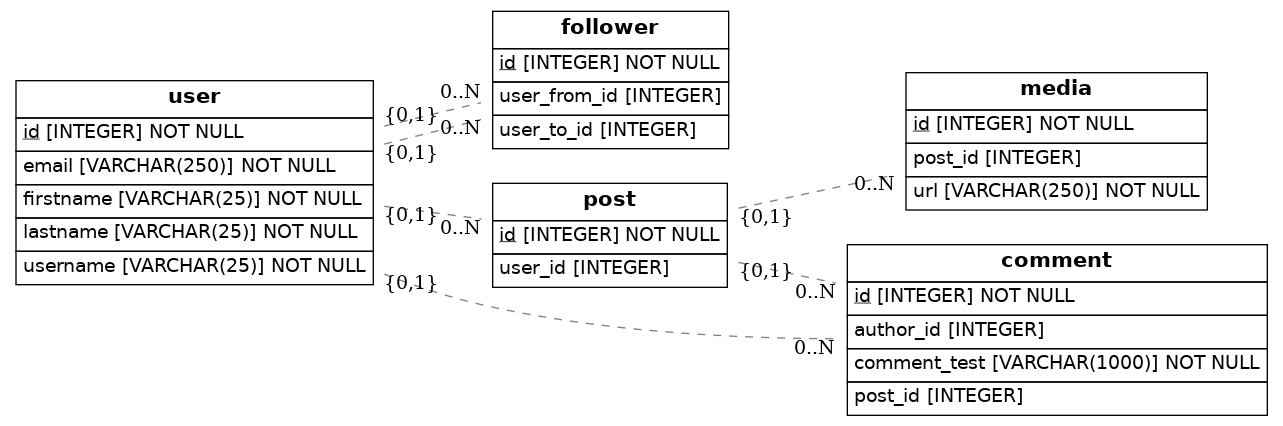 follower
id [INTEGER] NOT NULL
user_from_id [INTEGER]
user_to_id [INTEGER]
user
id [INTEGER] NOT NULL
email [VARCHAR(250)] NOT NULL
firstname [VARCHAR(25)] NOT NULL
lastname [VARCHAR(25)] NOT NULL
username [VARCHAR(25)] NOT NULL
media
id [INTEGER] NOT NULL
post_id [INTEGER]
url [VARCHAR(250)] NOT NULL
post
id [INTEGER] NOT NULL
user_id [INTEGER]
comment
id [INTEGER] NOT NULL
author_id [INTEGER]
comment_test [VARCHAR(1000)] NOT NULL
post_id [INTEGER]
0..N
{0,1}
0..N
{0,1}
{0,1}
0..N
{0,1}
0..N
0..N
{0,1}
{0,1}
0..N